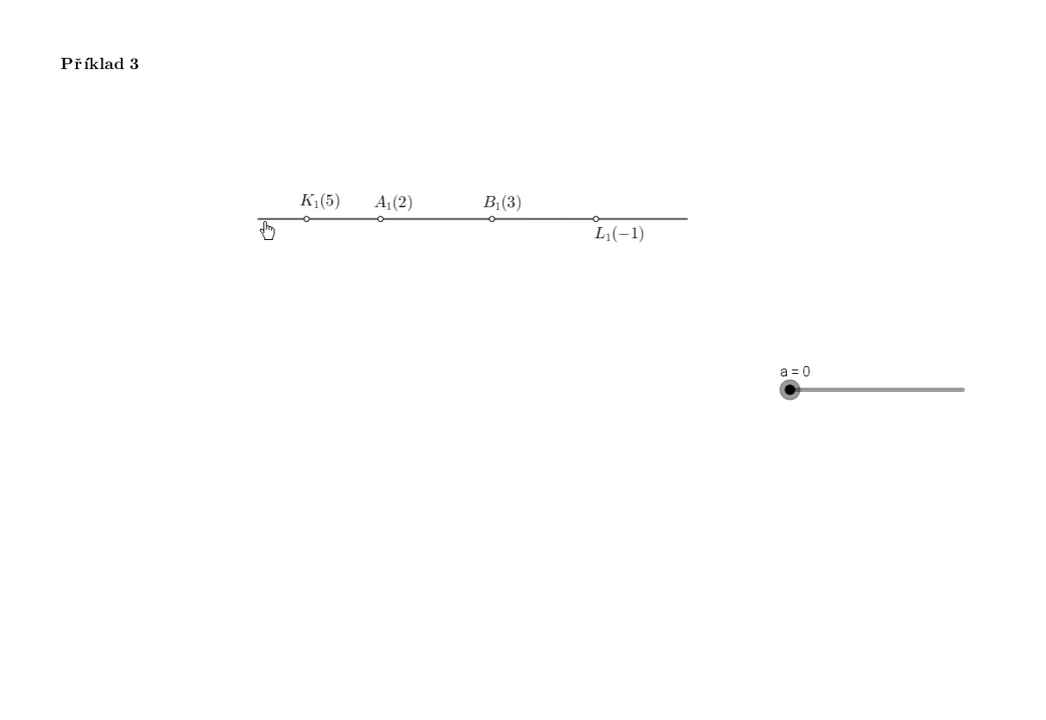 Příklad 3
K₁(5) A₁(2) B₁(3)
L₁(−1)
a = 0